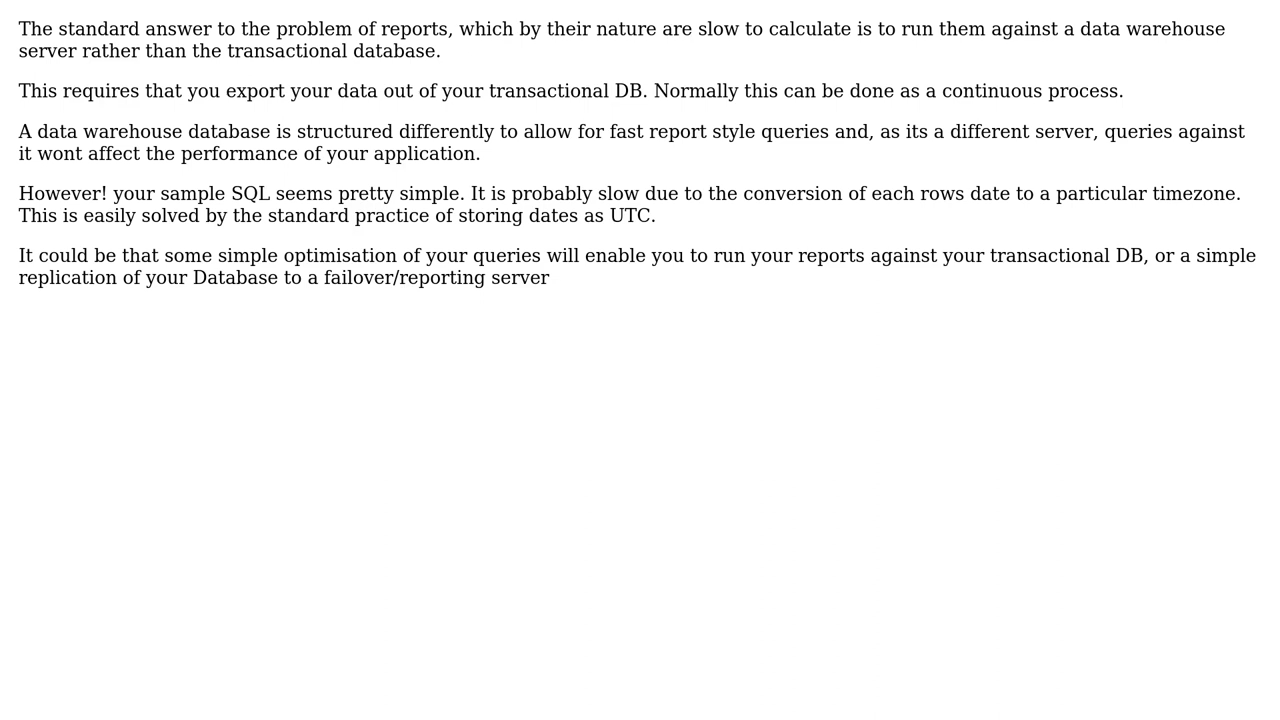 The standard answer to the problem of reports, which by their nature are slow to calculate is to run them against a data warehouse
server rather than the transactional database.
This requires that you export your data out of your transactional DB. Normally this can be done as a continuous process.
A data warehouse database is structured differently to allow for fast report style queries and, as its a different server, queries against
it wont affect the performance of your application.
However! your sample SQL seems pretty simple. It is probably slow due to the conversion of each rows date to a particular timezone.
This is easily solved by the standard practice of storing dates as UTC.
It could be that some simple optimisation of your queries will enable you to run your reports against your transactional DB, or a simple
replication of your Database to a failover/reporting server